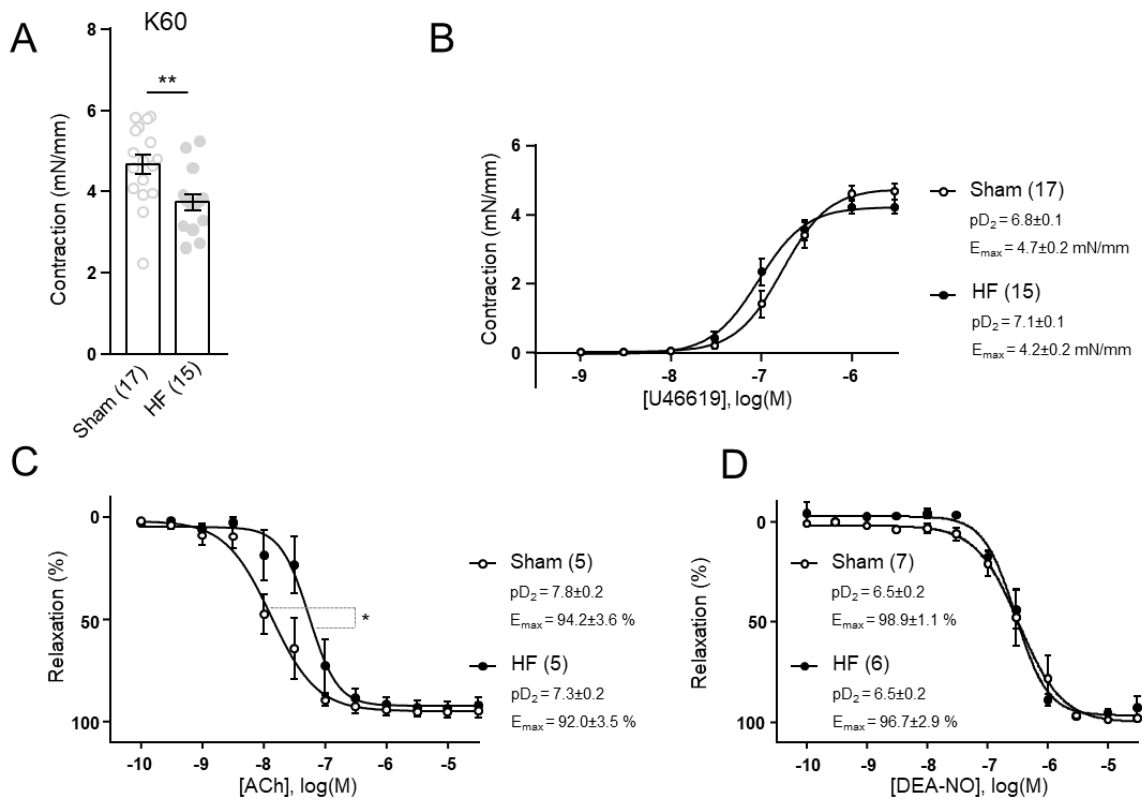 A
K60
Contraction (mN/mm)
8
6
4
2
0
**
Sham (17)
HF (15)
B
Contraction (mN/mm)
6
4
2
0
-9
-8
-7
-6
[U46619], log(M)
Sham (17)
pD2 = 6.8±0.1
Emax = 4.7±0.2 mN/mm
HF (15)
pD2 = 7.1±0.1
Emax = 4.2±0.2 mN/mm
C
Relaxation (%)
0
50
100
-10
-9
-8
-7
-6
-5
[ACh], log(M)
*
Sham (5)
pD2 = 7.8±0.2
Emax = 94.2±3.6 %
HF (5)
pD2 = 7.3±0.2
Emax = 92.0±3.5 %
D
Relaxation (%)
0
50
100
-10
-9
-8
-7
-6
-5
[DEA-NO], log(M)
Sham (7)
pD2 = 6.5±0.2
Emax = 98.9±1.1 %
HF (6)
pD2 = 6.5±0.2
Emax = 96.7±2.9 %